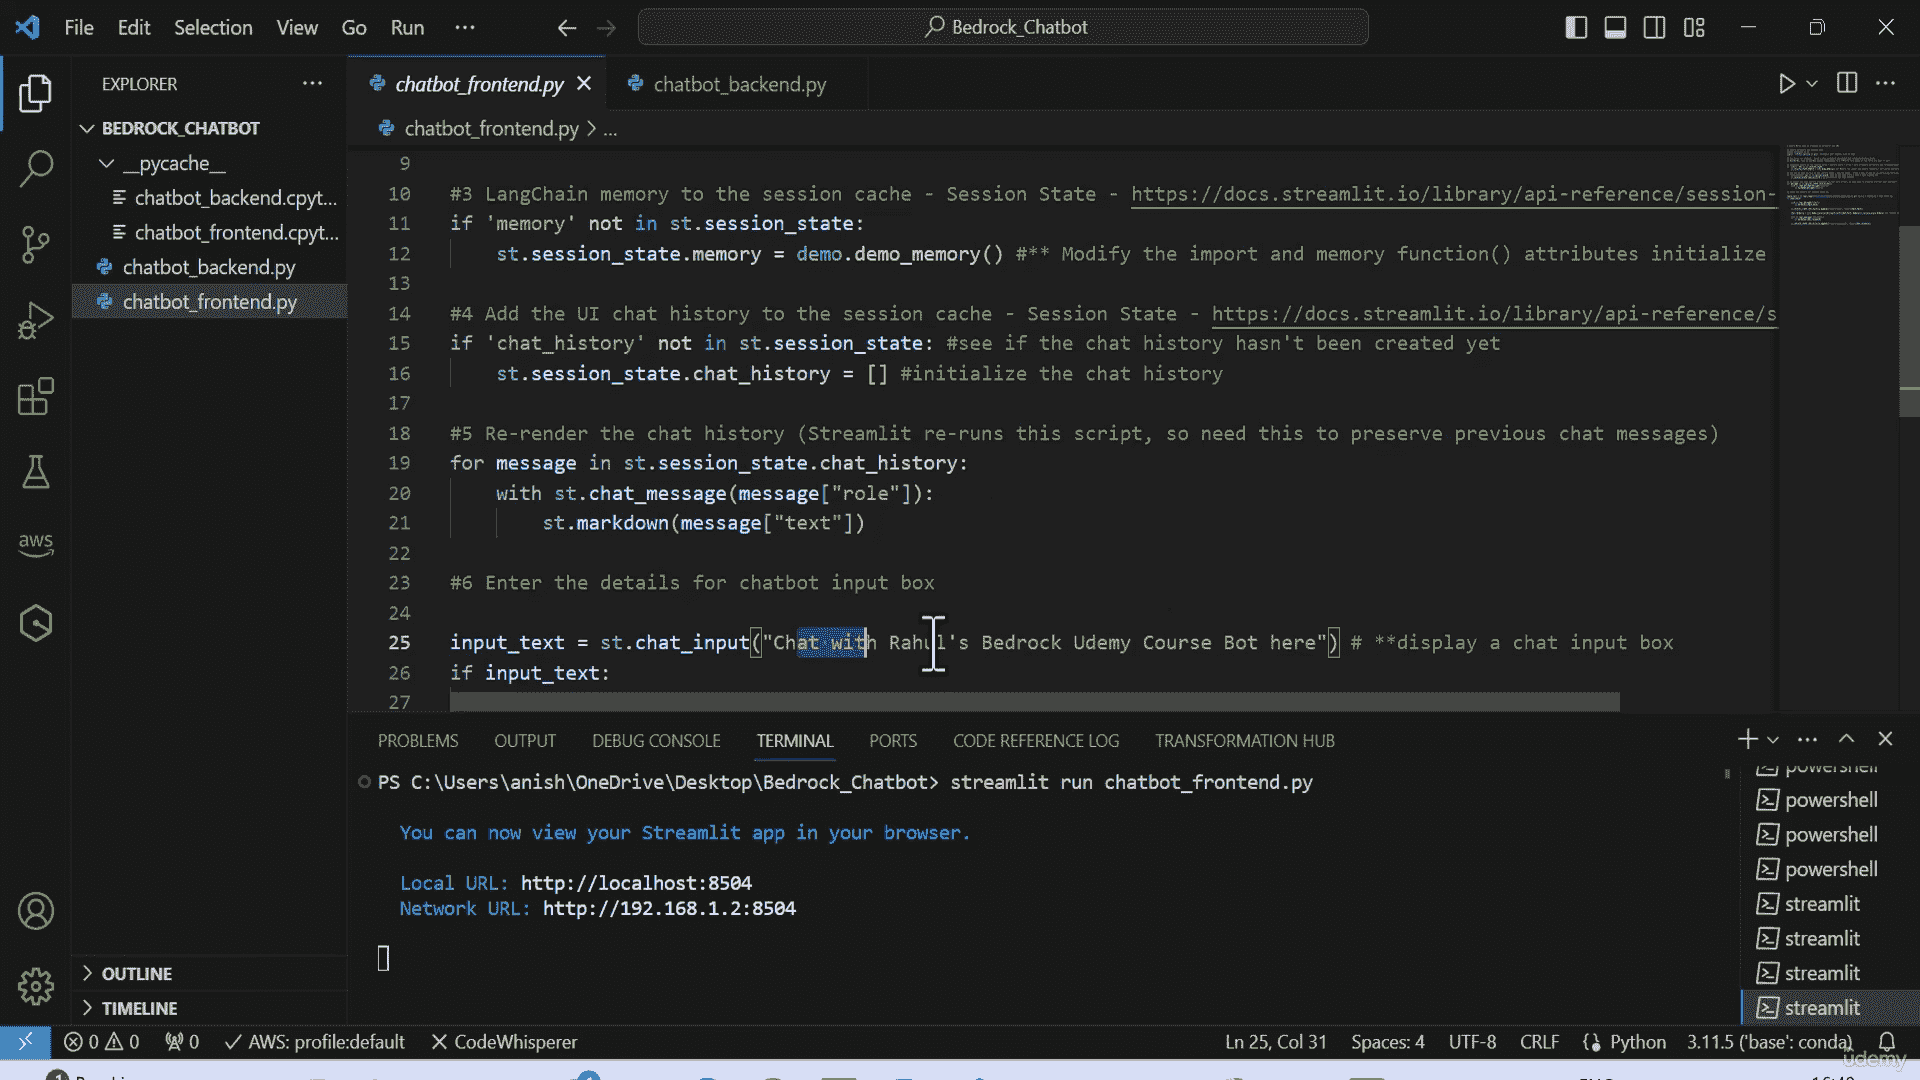 File Edit Selection View Go Run ··· Bedrock_Chatbot
EXPLORER ···
chatbot_frontend.py chatbot_backend.py
BEDROCK_CHATBOT
__pycache__
chatbot_backend.cpyt...
chatbot_frontend.cpyt...
chatbot_backend.py
chatbot_frontend.py
OUTLINE
TIMELINE
aws
chatbot_frontend.py > ...
9
10 #3 LangChain memory to the session cache - Session State - https://docs.streamlit.io/library/api-reference/session-
11 if 'memory' not in st.session_state:
12 st.session_state.memory = demo.demo_memory() #** Modify the import and memory function() attributes initialize
13
14 #4 Add the UI chat history to the session cache - Session State - https://docs.streamlit.io/library/api-reference/s
15 if 'chat_history' not in st.session_state: #see if the chat history hasn't been created yet
16 st.session_state.chat_history = [] #initialize the chat history
17
18 #5 Re-render the chat history (Streamlit re-runs this script, so need this to preserve previous chat messages)
19 for message in st.session_state.chat_history:
20 with st.chat_message(message["role"]):
21 st.markdown(message["text"])
22
23 #6 Enter the details for chatbot input box
24
25 input_text = st.chat_input("Chat with Rahul's Bedrock Udemy Course Bot here") # **display a chat input box
26 if input_text:
27
PROBLEMS OUTPUT DEBUG CONSOLE TERMINAL PORTS CODE REFERENCE LOG TRANSFORMATION HUB
PS C:\Users\anish\OneDrive\Desktop\Bedrock_Chatbot> streamlit run chatbot_frontend.py
You can now view your Streamlit app in your browser.
Local URL: http://localhost:8504
Network URL: http://192.168.1.2:8504
powershell
powershell
powershell
powershell
streamlit
streamlit
streamlit
streamlit
0 0 0 AWS: profile:default CodeWhisperer Ln 25, Col 31 Spaces: 4 UTF-8 CRLF Python 3.11.5 ('base': conda)
udemy